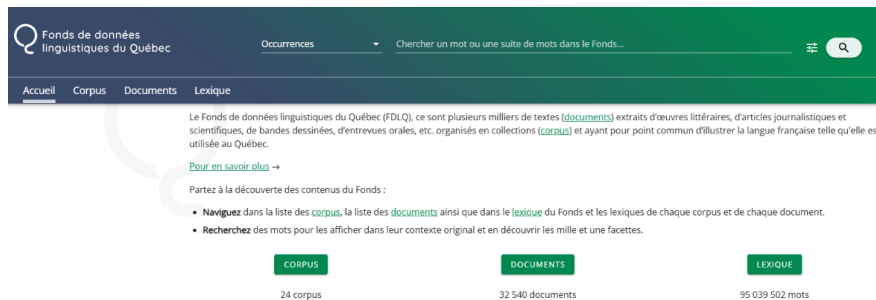 Fonds de données
linguistiques du Québec
Occurrences
Chercher un mot ou une suite de mots dans le Fonds...
Accueil Corpus Documents Lexique
Le Fonds de données linguistiques du Québec (FDLQ), ce sont plusieurs milliers de textes (documents) extraits d'œuvres littéraires, d'articles journalistiques et
scientifiques, de bandes dessinées, d'entrevues orales, etc. organisés en collections (corpus) et ayant pour point commun d'illustrer la langue française telle qu'elle es
utilisée au Québec.
Pour en savoir plus →
Partez à la découverte des contenus du Fonds :
• Naviguez dans la liste des corpus, la liste des documents ainsi que dans le lexique du Fonds et les lexiques de chaque corpus et de chaque document.
• Recherchez des mots pour les afficher dans leur contexte original et en découvrir les mille et une facettes.
CORPUS DOCUMENTS LEXIQUE
24 corpus 32 540 documents 95 039 502 mots